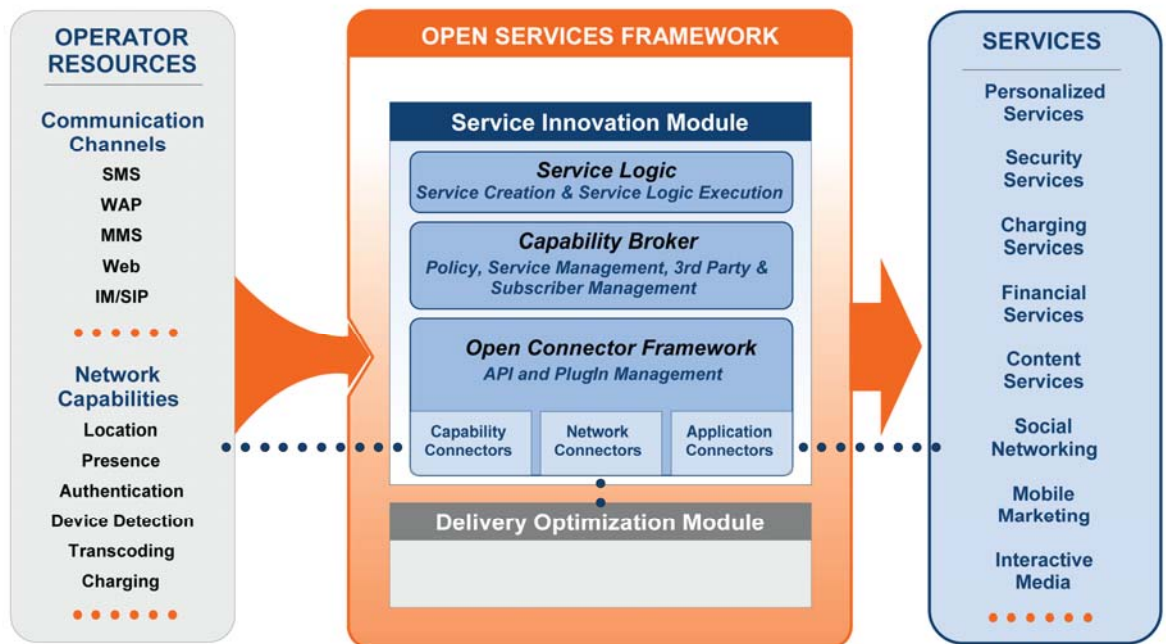 OPERATOR
RESOURCES
Communication
Channels
SMS
WAP
MMS
Web
IM/SIP
Network
Capabilities
Location
Presence
Authentication
Device Detection
Transcoding
Charging
OPEN SERVICES FRAMEWORK
Service Innovation Module
Service Logic
Service Creation & Service Logic Execution
Capability Broker
Policy, Service Management, 3rd Party &
Subscriber Management
Open Connector Framework
API and PlugIn Management
Capability
Connectors
Network
Connectors
Application
Connectors
Delivery Optimization Module
SERVICES
Personalized
Services
Security
Services
Charging
Services
Financial
Services
Content
Services
Social
Networking
Mobile
Marketing
Interactive
Media